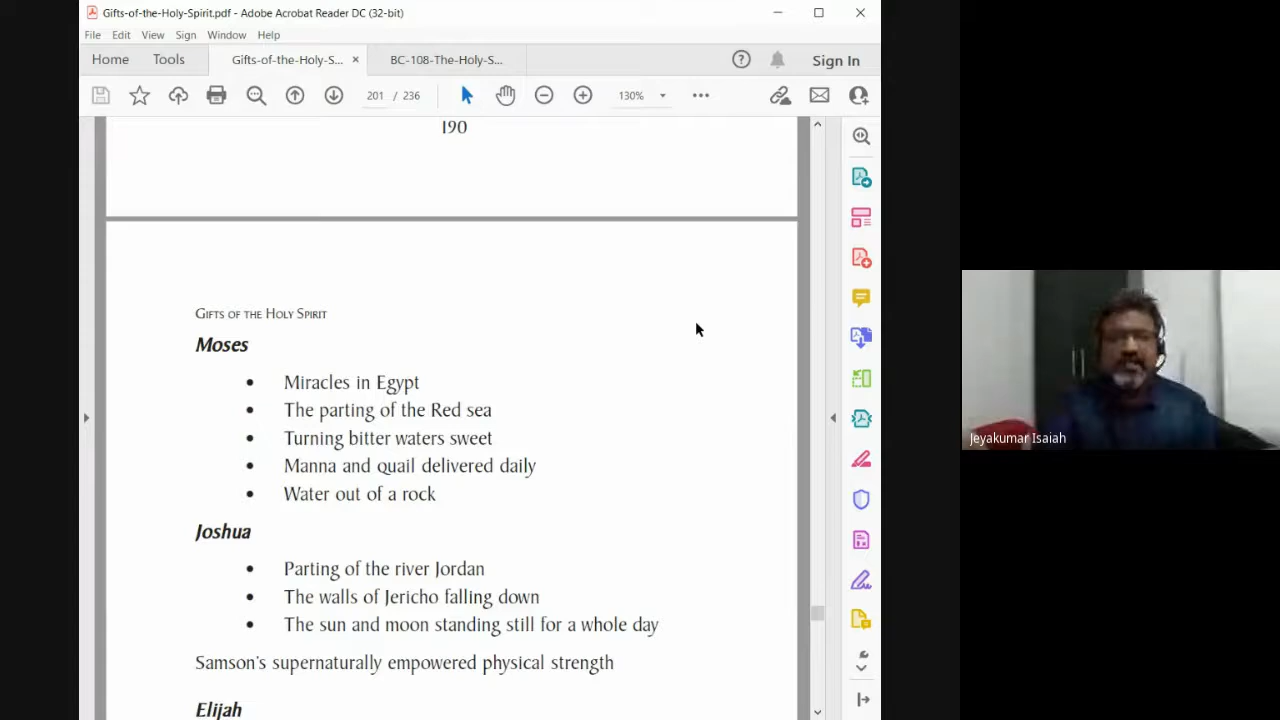 Gifts-of-the-Holy-Spirit.pdf - Adobe Acrobat Reader DC (32-bit)
File Edit View Sign Window Help
Home Tools Gifts-of-the-Holy-S... × BC-108-The-Holy-S... Sign In
201 / 236 130%
190
GIFTS OF THE HOLY SPIRIT
Moses
• Miracles in Egypt
• The parting of the Red sea
• Turning bitter waters sweet
• Manna and quail delivered daily
• Water out of a rock
Joshua
• Parting of the river Jordan
• The walls of Jericho falling down
• The sun and moon standing still for a whole day
Samson's supernaturally empowered physical strength
Elijah
Jeyakumar Isaiah